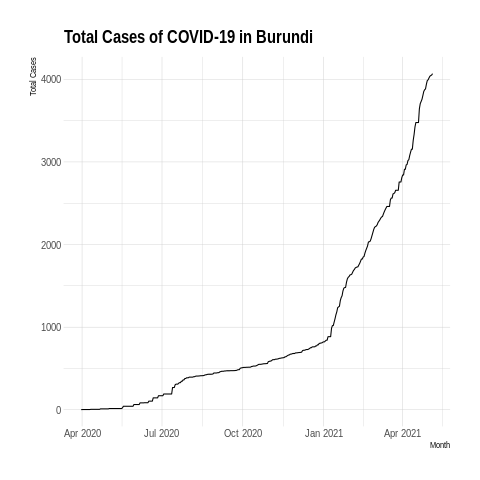 Total Cases of COVID-19 in Burundi
Total Cases
4000
3000
2000
1000
0
Apr 2020 Jul 2020 Oct 2020 Jan 2021 Apr 2021
Month